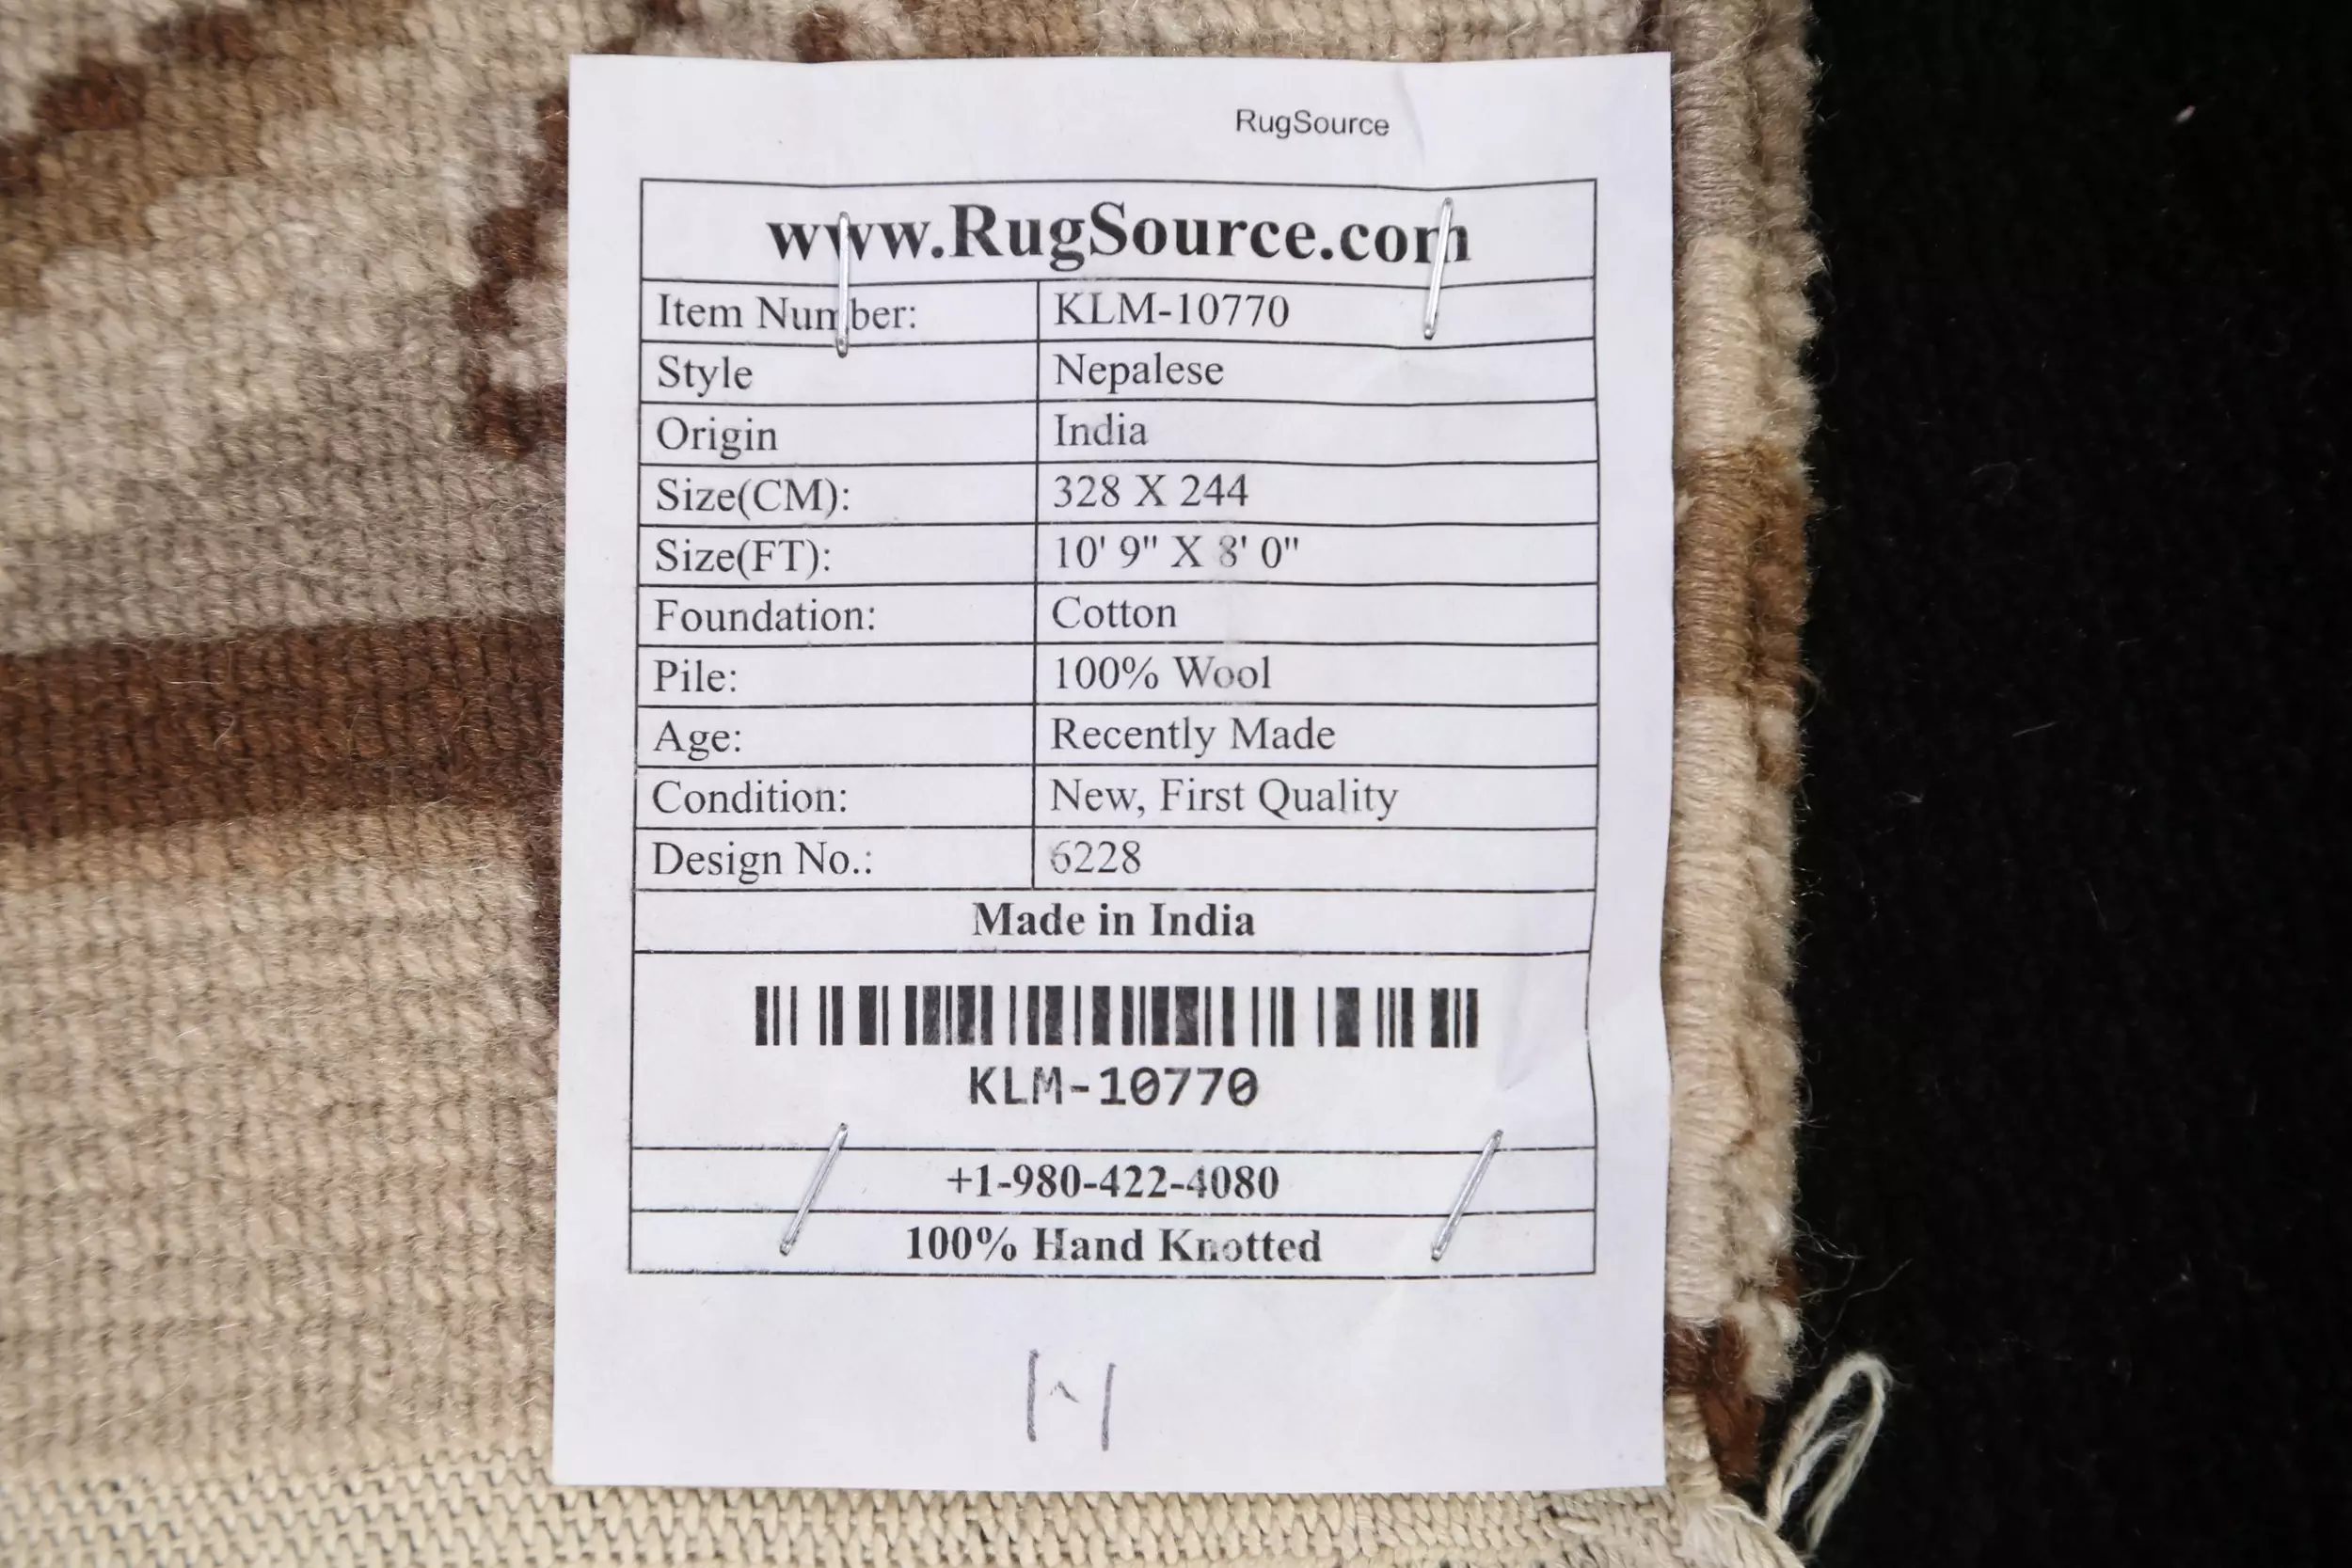 RugSource
www.RugSource.com
Item Number: KLM-10770
Style Nepalese
Origin India
Size(CM): 328 X 244
Size(FT): 10' 9" X 8' 0"
Foundation: Cotton
Pile: 100% Wool
Age: Recently Made
Condition: New, First Quality
Design No.: 6228
Made in India
KLM-10770
+1-980-422-4080
100% Hand Knotted